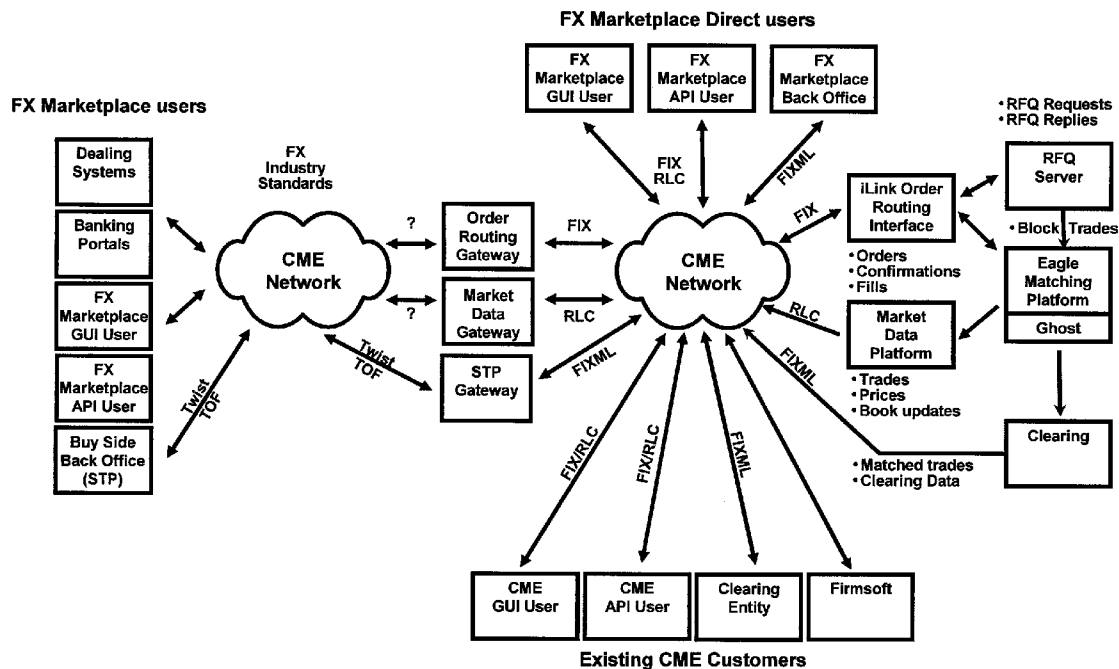 FX Marketplace Direct users
FX
Marketplace
GUI User
FX
Marketplace
API User
FX
Marketplace
Back Office
FX Marketplace users
• RFQ Requests
• RFQ Replies
Dealing
Systems
Banking
Portals
FX
Marketplace
GUI User
FX
Marketplace
API User
Buy Side
Back Office
(STP)
FX
Industry
Standards
CME
Network
Twist
TOF
?
?
Twist
TOF
Order
Routing
Gateway
Market
Data
Gateway
STP
Gateway
FIX
RLC
FIXML
FIX
RLC
FIXML
CME
Network
FIX
RLC
FIXML
iLink Order
Routing
Interface
• Orders
• Confirmations
• Fills
Market
Data
Platform
• Trades
• Prices
• Book updates
RFQ
Server
• Block Trades
Eagle
Matching
Platform
Ghost
Clearing
• Matched trades
• Clearing Data
FIX/RLC
FIX/RLC
FIXML
CME
GUI User
CME
API User
Clearing
Entity
Firmsoft
Existing CME Customers